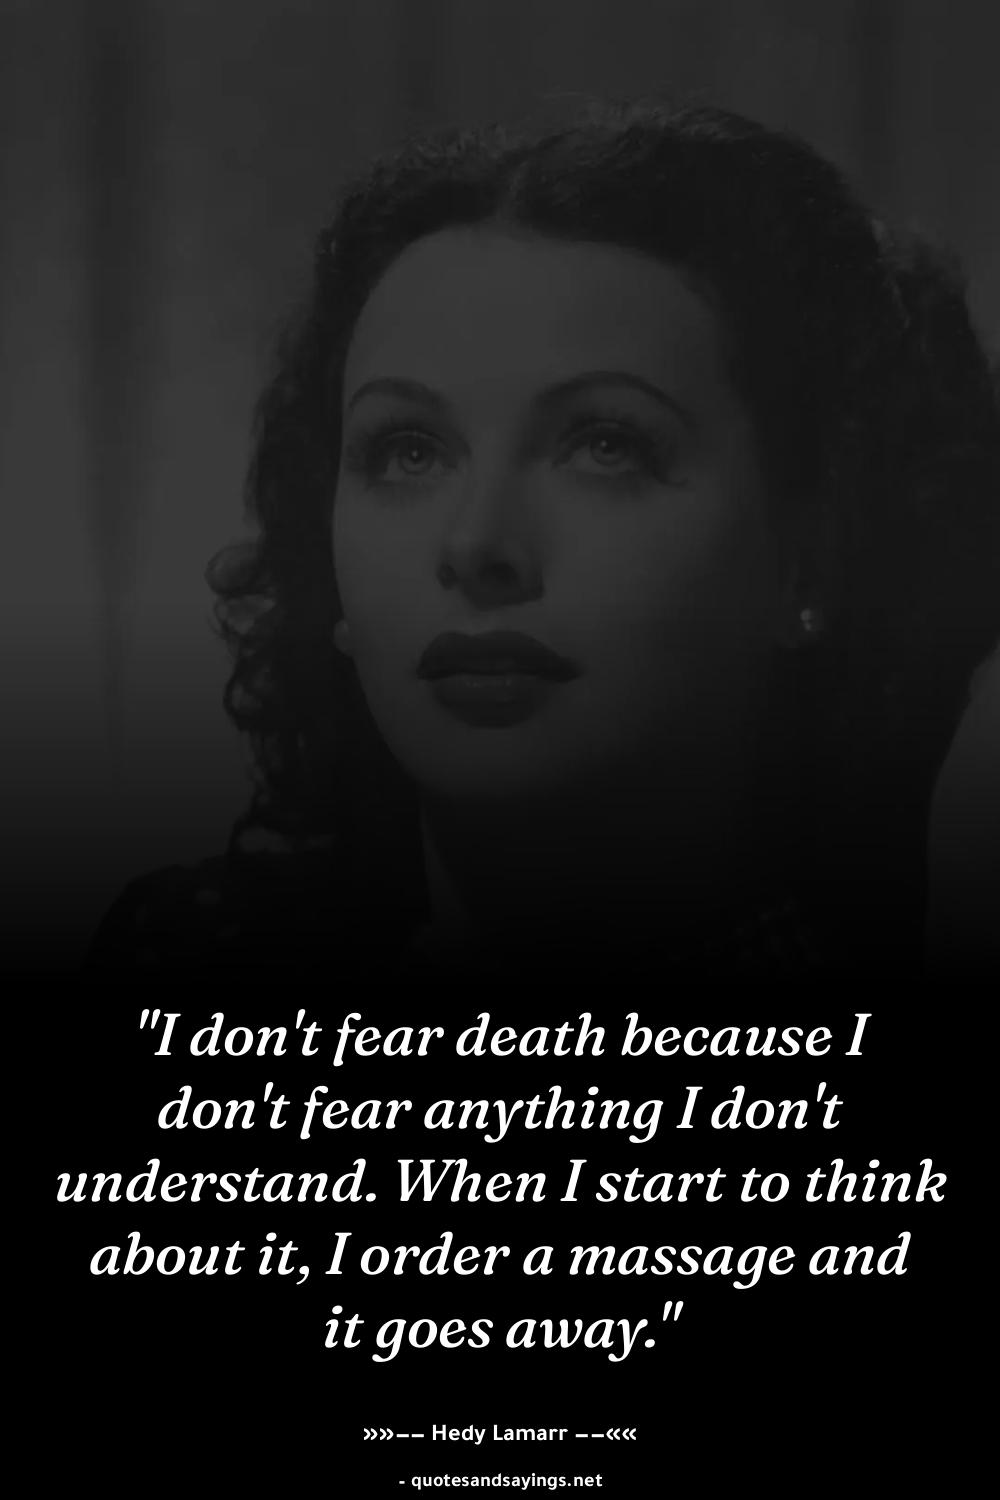 "I don't fear death because I
don't fear anything I don't
understand. When I start to think
about it, I order a massage and
it goes away."
»»-- Hedy Lamarr --««
- quotesandsayings.net